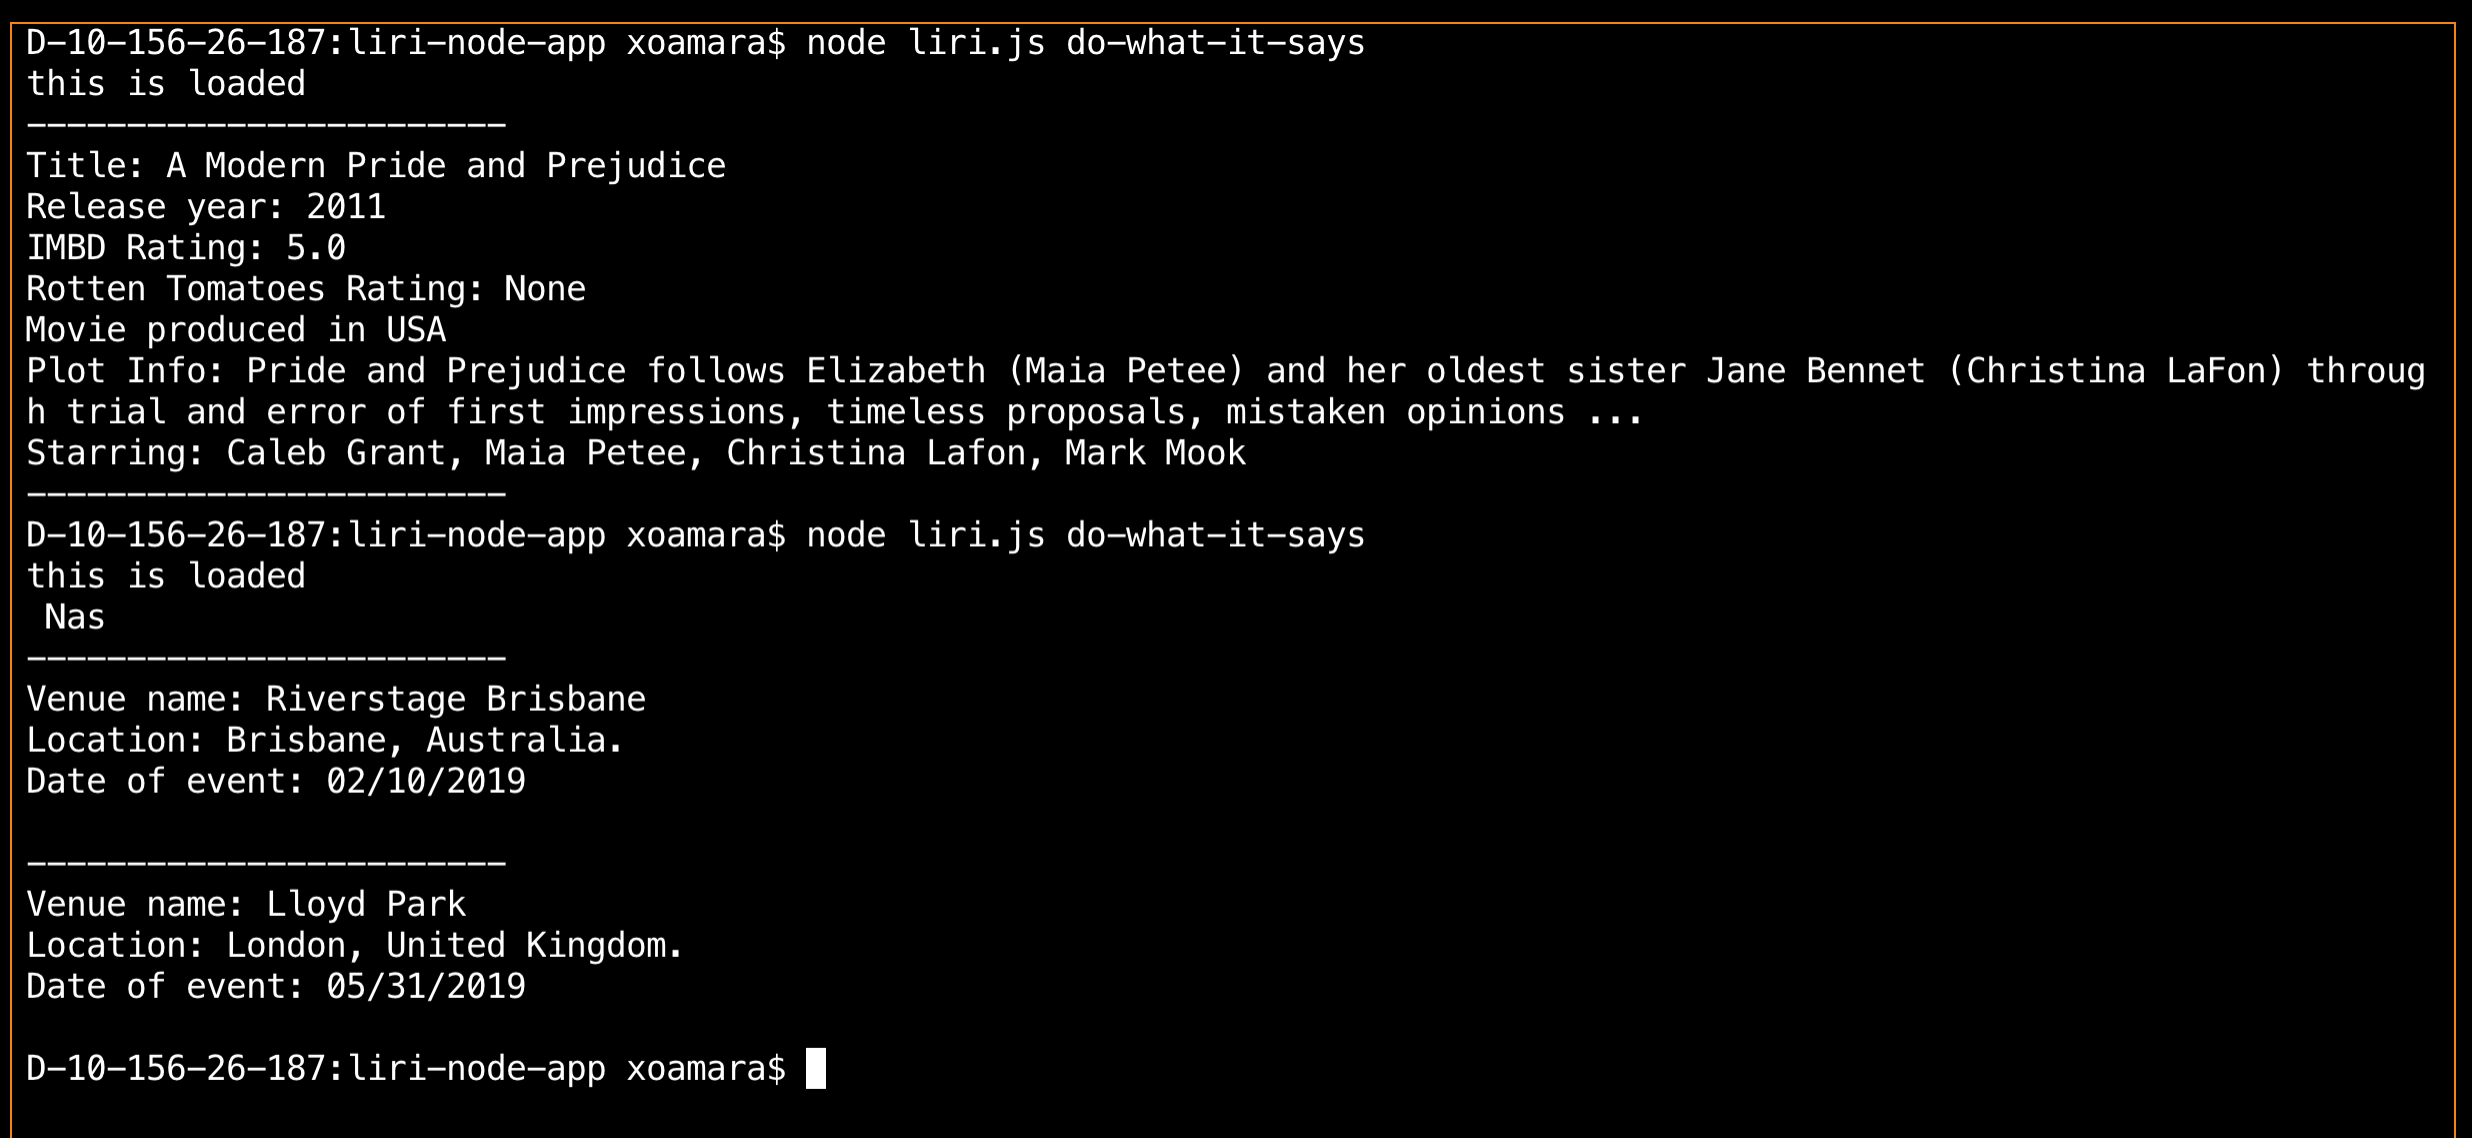 D-10-156-26-187:liri-node-app xoamara$ node liri.js do-what-it-says
this is loaded
------------------------
Title: A Modern Pride and Prejudice
Release year: 2011
IMBD Rating: 5.0
Rotten Tomatoes Rating: None
Movie produced in USA
Plot Info: Pride and Prejudice follows Elizabeth (Maia Petee) and her oldest sister Jane Bennet (Christina LaFon) throug
h trial and error of first impressions, timeless proposals, mistaken opinions ...
Starring: Caleb Grant, Maia Petee, Christina Lafon, Mark Mook
------------------------
D-10-156-26-187:liri-node-app xoamara$ node liri.js do-what-it-says
this is loaded
 Nas
------------------------
Venue name: Riverstage Brisbane
Location: Brisbane, Australia.
Date of event: 02/10/2019

------------------------
Venue name: Lloyd Park
Location: London, United Kingdom.
Date of event: 05/31/2019

D-10-156-26-187:liri-node-app xoamara$